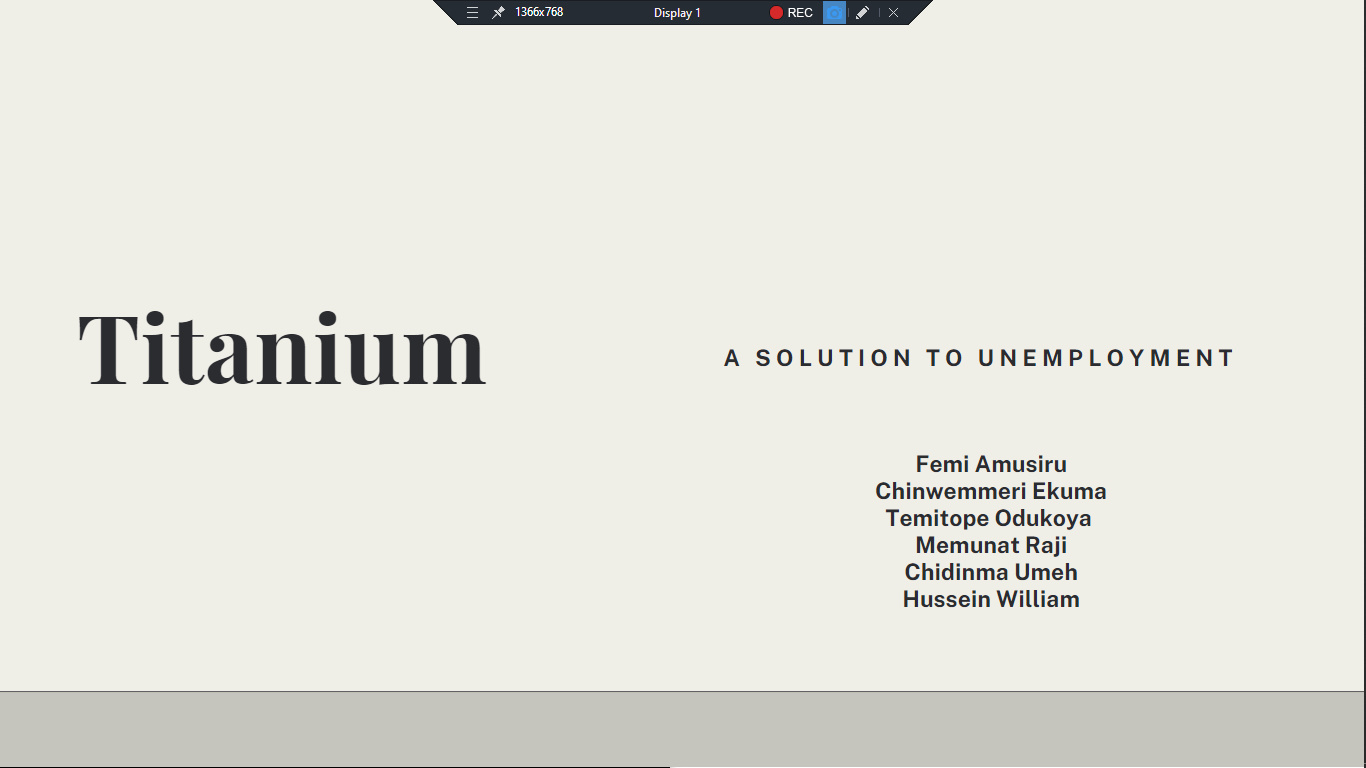 1366x768 Display 1 REC
Titanium
A SOLUTION TO UNEMPLOYMENT
Femi Amusiru
Chinwemmeri Ekuma
Temitope Odukoya
Memunat Raji
Chidinma Umeh
Hussein William